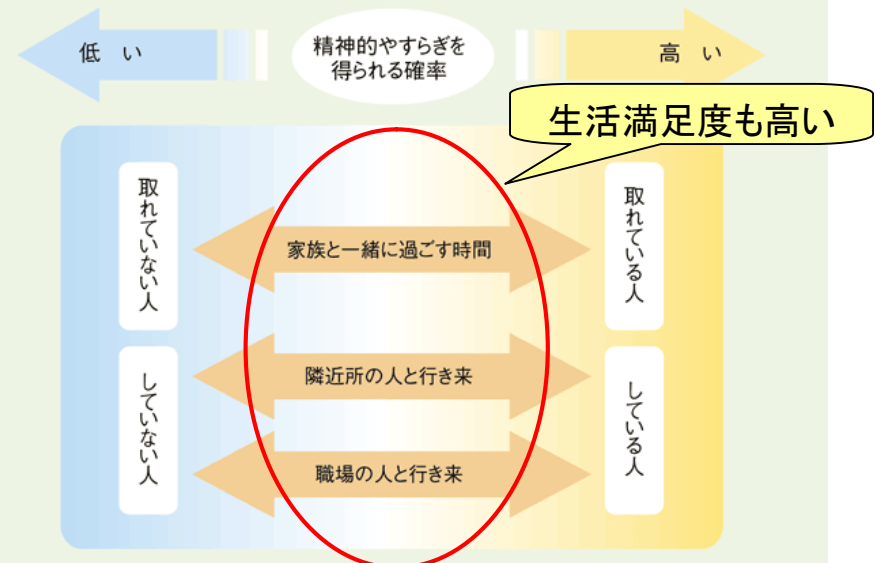 低い
精神的やすらぎを
得られる確率
高い
生活満足度も高い
取れていない人
家族と一緒に過ごす時間
取れている人
していない人
隣近所の人と行き来
職場の人と行き来
している人